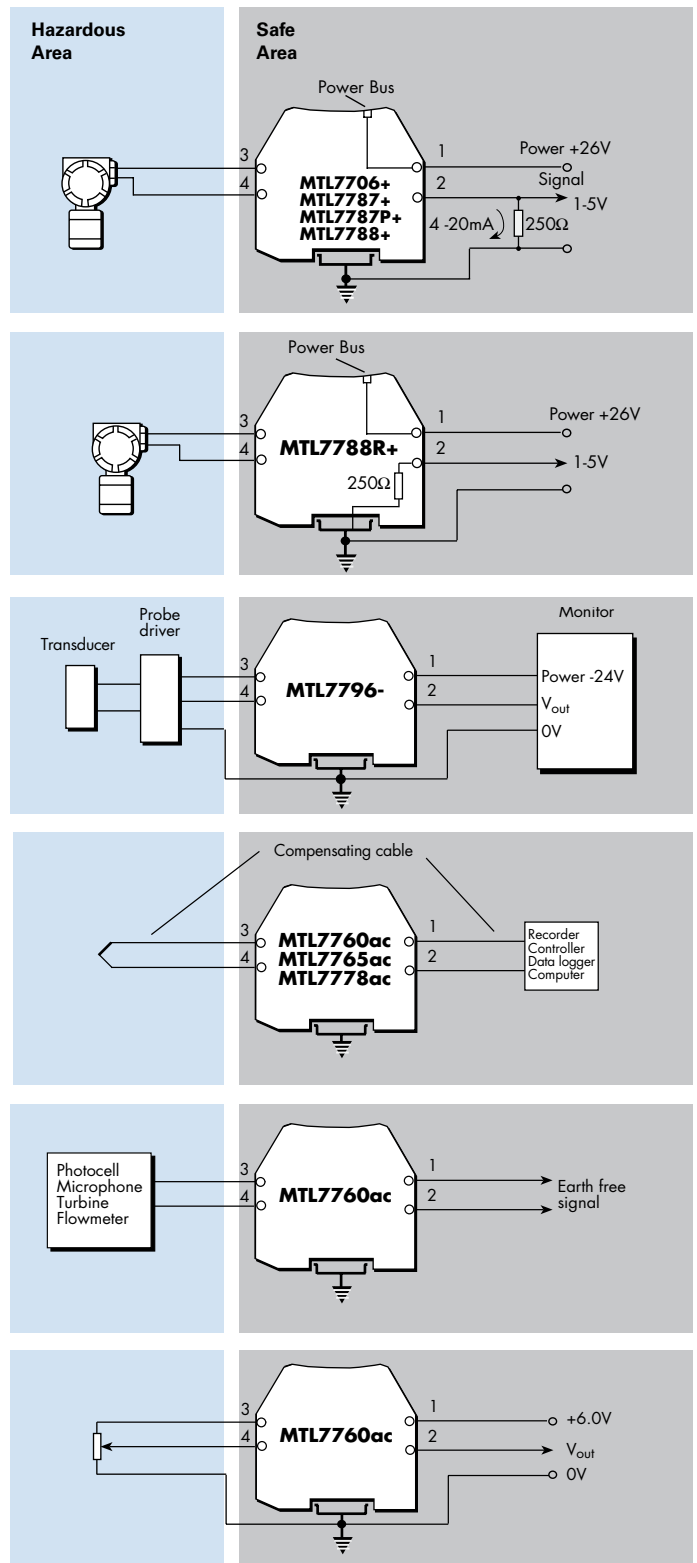 Hazardous
Area
Safe
Area
Power Bus
3
4
MTL7706+
MTL7787+
MTL7787P+
MTL7788+
1
2
Power +26V
Signal
1-5V
4 -20mA
250Ω
Power Bus
3
4
MTL7788R+
250Ω
1
2
Power +26V
1-5V
Transducer
Probe
driver
3
4
MTL7796-
1
2
Monitor
Power -24V
Vout
0V
Compensating cable
3
4
MTL7760ac
MTL7765ac
MTL7778ac
1
2
Recorder
Controller
Data logger
Computer
Photocell
Microphone
Turbine
Flowmeter
3
4
MTL7760ac
1
2
Earth free
signal
3
4
MTL7760ac
1
2
+6.0V
Vout
0V